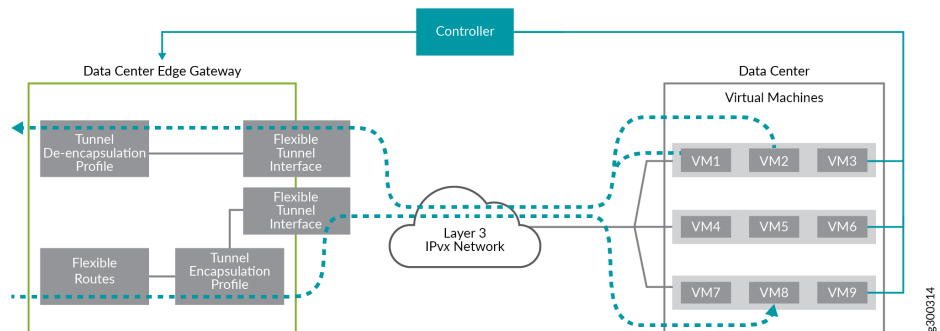 Controller
Data Center Edge Gateway
Data Center
Virtual Machines
Tunnel
De-encapsulation
Profile
Flexible
Tunnel
Interface
VM1 VM2 VM3
Flexible
Tunnel
Interface
Layer 3
IPvx Network
VM4 VM5 VM6
Flexible
Routes
Tunnel
Encapsulation
Profile
VM7 VM8 VM9
g300314